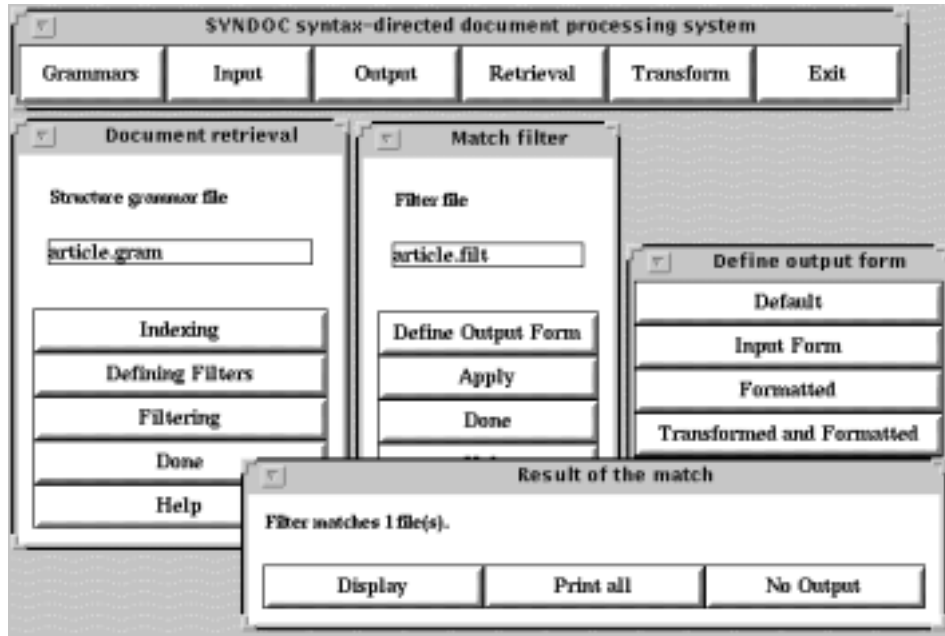 SYNDOC syntax-directed document processing system
Grammars Input Output Retrieval Transform Exit
Document retrieval
Structure grammar file
article.gram
Indexing
Defining Filters
Filtering
Done
Help
Match filter
Filter file
article.filt
Define Output Form
Apply
Done
Define output form
Default
Input Form
Formatted
Transformed and Formatted
Result of the match
Filter matches 1 file(s).
Display Print all No Output